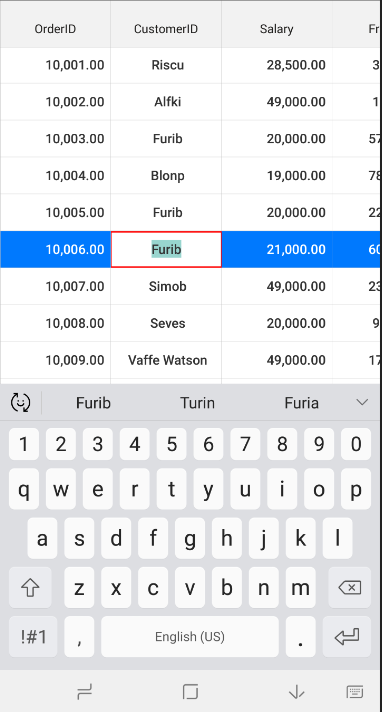 OrderID CustomerID Salary Fr
10,001.00 Riscu 28,500.00 3
10,002.00 Alfki 49,000.00 1
10,003.00 Furib 20,000.00 57
10,004.00 Blonp 19,000.00 78
10,005.00 Furib 20,000.00 22
10,006.00 Furib 21,000.00 60
10,007.00 Simob 49,000.00 23
10,008.00 Seves 20,000.00 9
10,009.00 Vaffe Watson 49,000.00 17
Furib Turin Furia
1 2 3 4 5 6 7 8 9 0
q w e r t y u i o p
a s d f g h j k l
z x c v b n m
!#1 , English (US) .